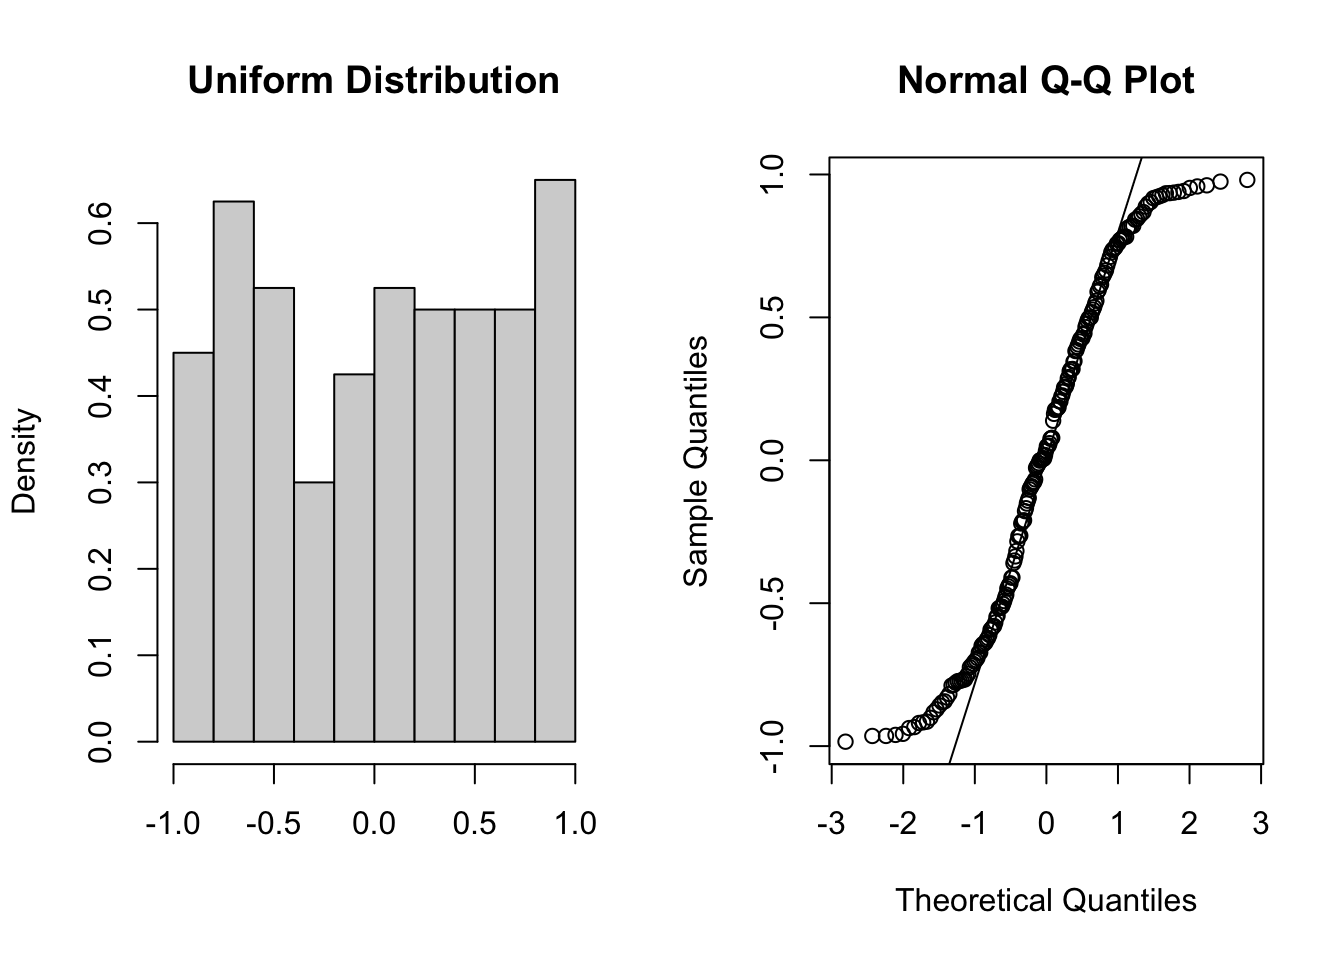 Uniform Distribution
Density
0.6
0.5
0.4
0.3
0.2
0.1
0.0
-1.0 -0.5 0.0 0.5 1.0
Normal Q-Q Plot
Sample Quantiles
1.0
0.5
0.0
-0.5
-1.0
-3 -2 -1 0 1 2 3
Theoretical Quantiles